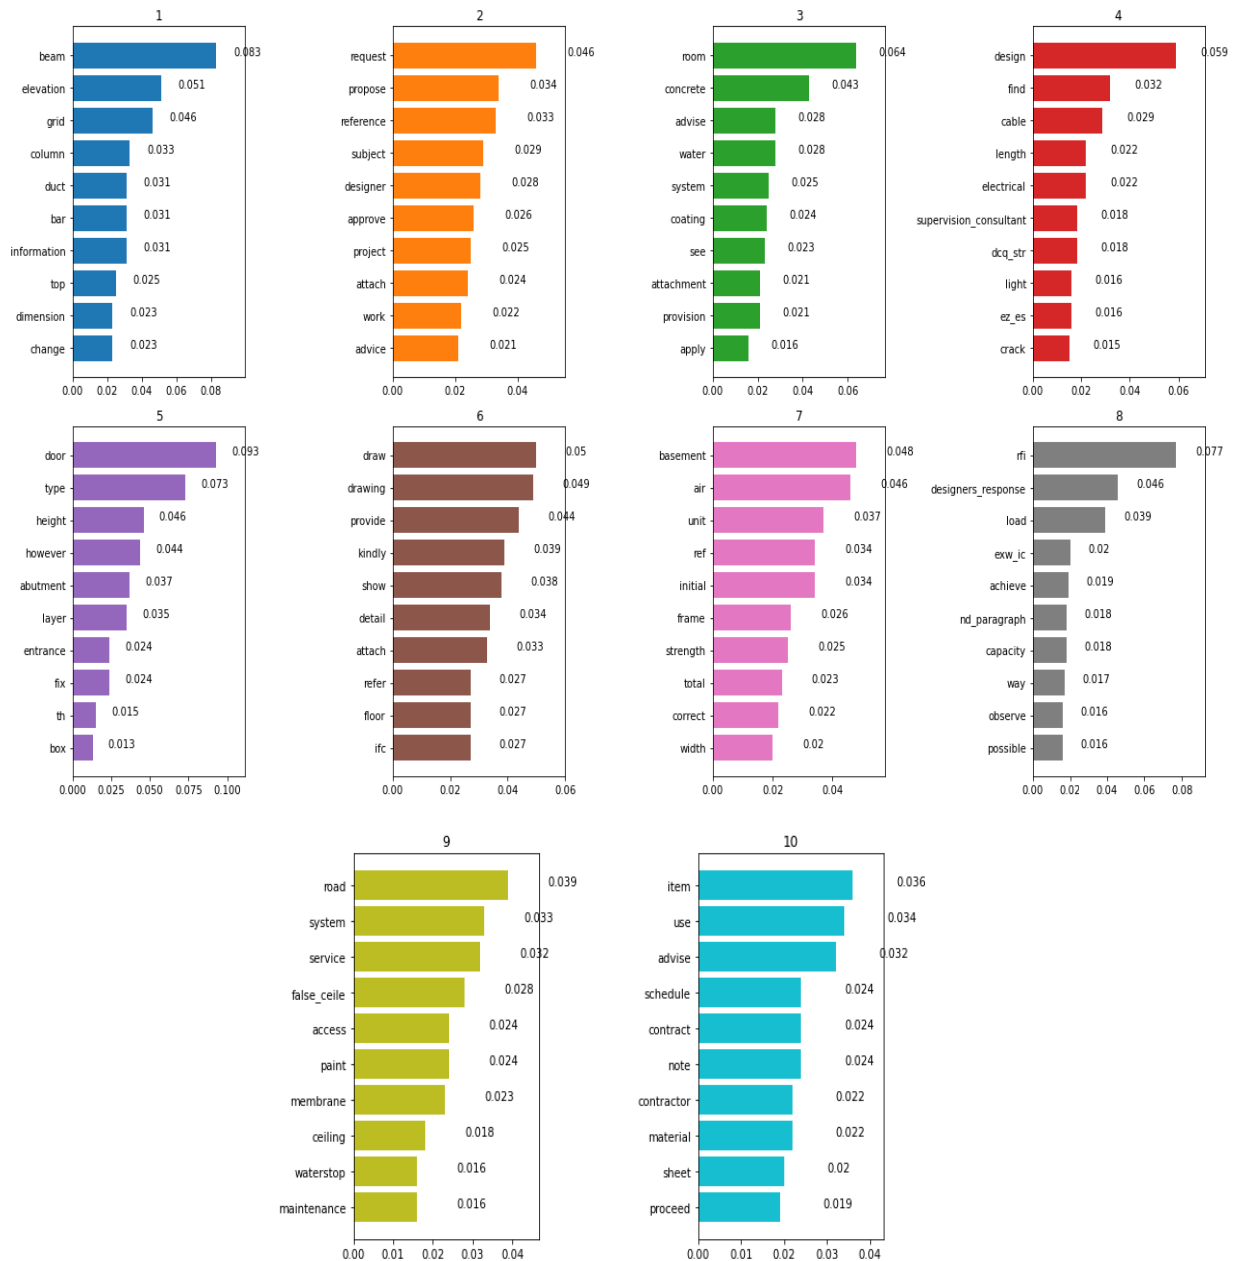 1
beam 0.083
elevation 0.051
grid 0.046
column 0.033
duct 0.031
bar 0.031
information 0.031
top 0.025
dimension 0.023
change 0.023
0.00 0.02 0.04 0.06 0.08
2
request 0.046
propose 0.034
reference 0.033
subject 0.029
designer 0.028
approve 0.026
project 0.025
attach 0.024
work 0.022
advice 0.021
0.00 0.02 0.04
3
room 0.064
concrete 0.043
advise 0.028
water 0.028
system 0.025
coating 0.024
see 0.023
attachment 0.021
provision 0.021
apply 0.016
0.00 0.02 0.04 0.06
4
design 0.059
find 0.032
cable 0.029
length 0.022
electrical 0.022
supervision_consultant 0.018
dcq_str 0.018
light 0.016
ez_es 0.016
crack 0.015
0.00 0.02 0.04 0.06
5
door 0.093
type 0.073
height 0.046
however 0.044
abutment 0.037
layer 0.035
entrance 0.024
fix 0.024
th 0.015
box 0.013
0.000 0.025 0.050 0.075 0.100
6
draw 0.05
drawing 0.049
provide 0.044
kindly 0.039
show 0.038
detail 0.034
attach 0.033
refer 0.027
floor 0.027
ifc 0.027
0.00 0.02 0.04 0.06
7
basement 0.048
air 0.046
unit 0.037
ref 0.034
initial 0.034
frame 0.026
strength 0.025
total 0.023
correct 0.022
width 0.02
0.00 0.02 0.04
8
rfi 0.077
designers_response 0.046
load 0.039
exw_ic 0.02
achieve 0.019
nd_paragraph 0.018
capacity 0.018
way 0.017
observe 0.016
possible 0.016
0.00 0.02 0.04 0.06 0.08
9
road 0.039
system 0.033
service 0.032
false_ceile 0.028
access 0.024
paint 0.024
membrane 0.023
ceiling 0.018
waterstop 0.016
maintenance 0.016
0.00 0.01 0.02 0.03 0.04
10
item 0.036
use 0.034
advise 0.032
schedule 0.024
contract 0.024
note 0.024
contractor 0.022
material 0.022
sheet 0.02
proceed 0.019
0.00 0.01 0.02 0.03 0.04